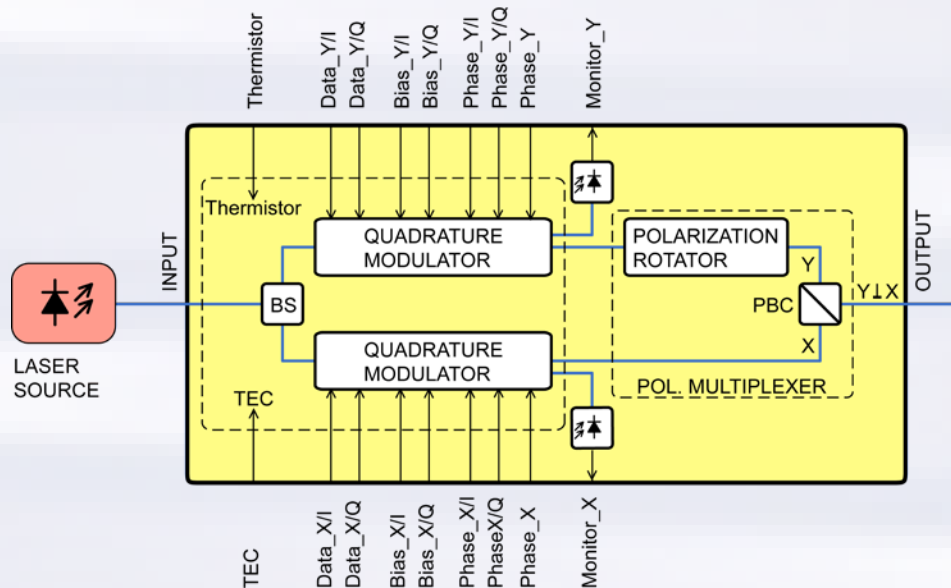 Thermistor
Data_Y/I
Data_Y/Q
Bias_Y/I
Bias_Y/Q
Phase_Y/I
Phase_Y/Q
Phase_Y
Monitor_Y
INPUT
Thermistor
QUADRATURE
MODULATOR
POLARIZATION
ROTATOR
OUTPUT
LASER
SOURCE
BS
Y
PBC
Y⊥X
X
QUADRATURE
MODULATOR
POL. MULTIPLEXER
TEC
TEC
Data_X/I
Data_X/Q
Bias_X/I
Bias_X/Q
Phase_X/I
PhaseX/Q
Phase_X
Monitor_X